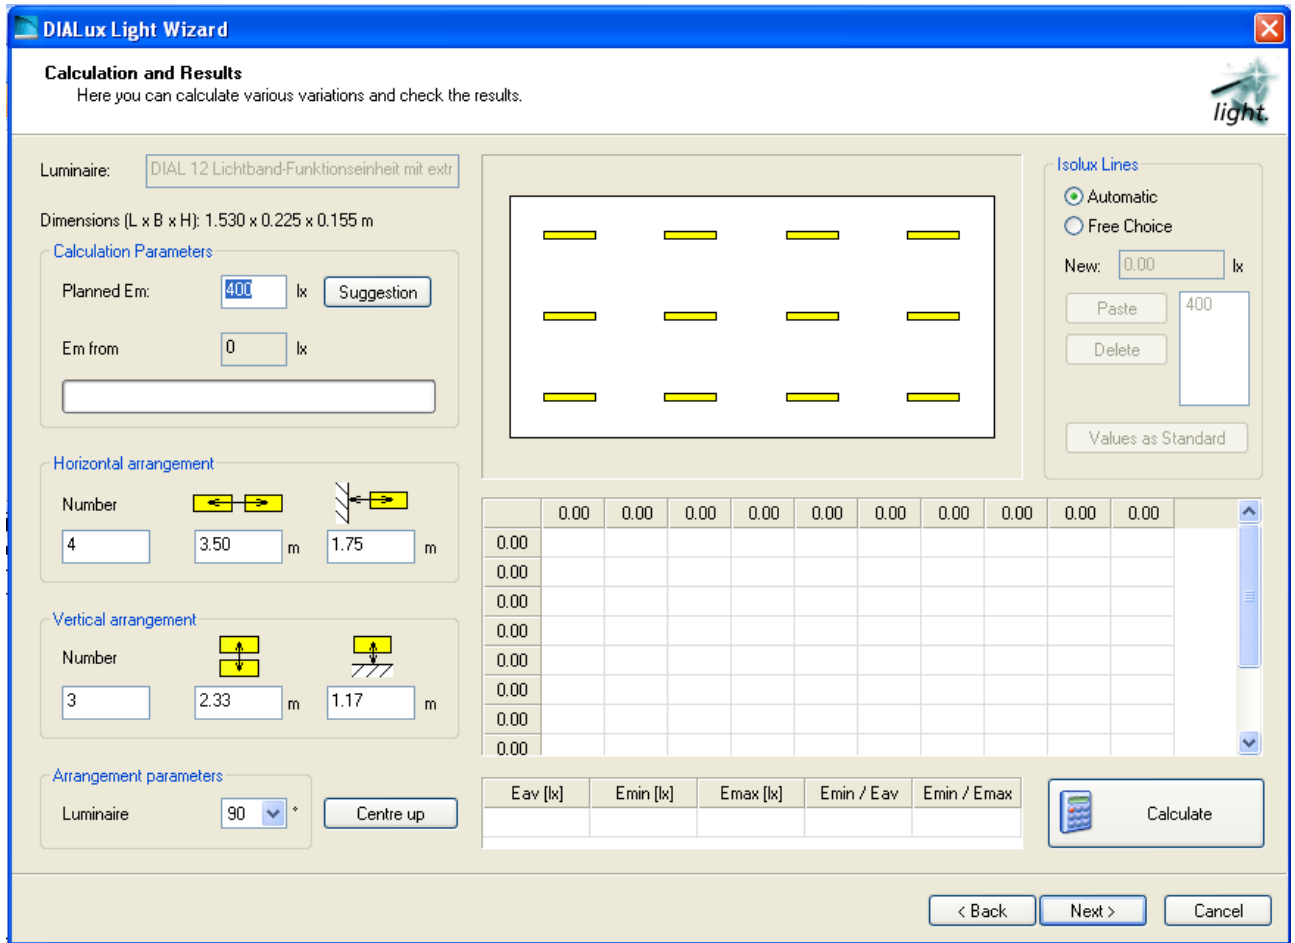 DIALux Light Wizard
Calculation and Results
Here you can calculate various variations and check the results.
light.
Luminaire: DIAL 12 Lichtband-Funktionseinheit mit extr
Dimensions (L x B x H): 1.530 x 0.225 x 0.155 m
Calculation Parameters
Planned Em: 400 lx Suggestion
Em from 0 lx
Horizontal arrangement
Number
4 3.50 m 1.75 m
Vertical arrangement
Number
3 2.33 m 1.17 m
Arrangement parameters
Luminaire 90 ° Centre up
Isolux Lines
Automatic
Free Choice
New: 0.00 lx
Paste 400
Delete
Values as Standard
0.00 0.00 0.00 0.00 0.00 0.00 0.00 0.00 0.00 0.00
0.00
0.00
0.00
0.00
0.00
0.00
0.00
0.00
Eav [lx] Emin [lx] Emax [lx] Emin / Eav Emin / Emax
Calculate
< Back Next > Cancel